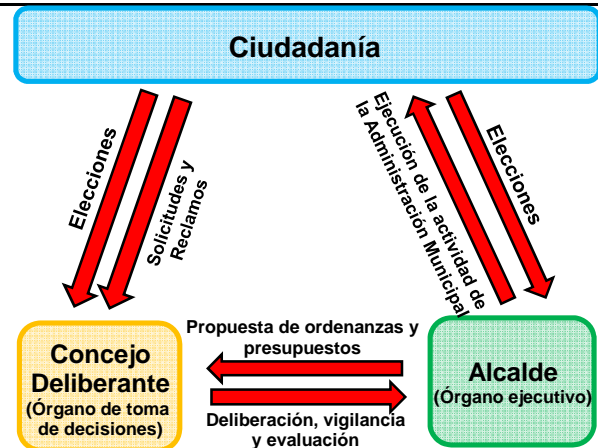 Ciudadanía
Elecciones
Solicitudes y
Reclamos
Ejecución de la actividad de
la Administración Municipal
Elecciones
Propuesta de ordenanzas y
presupuestos
Concejo
Deliberante
(Órgano de toma
de decisiones)
Alcalde
(Órgano ejecutivo)
Deliberación, vigilancia
y evaluación